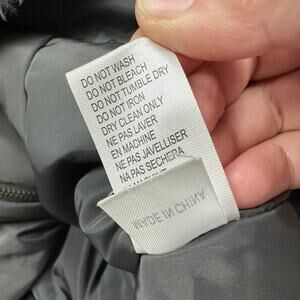 DO NOT WASH
DO NOT BLEACH
DO NOT TUMBLE DRY
DO NOT IRON
DRY CLEAN ONLY
NE PAS LAVER
EN MACHINE
NE PAS JAVELLISER
NA PAS SECHER A
MADE IN CHINA